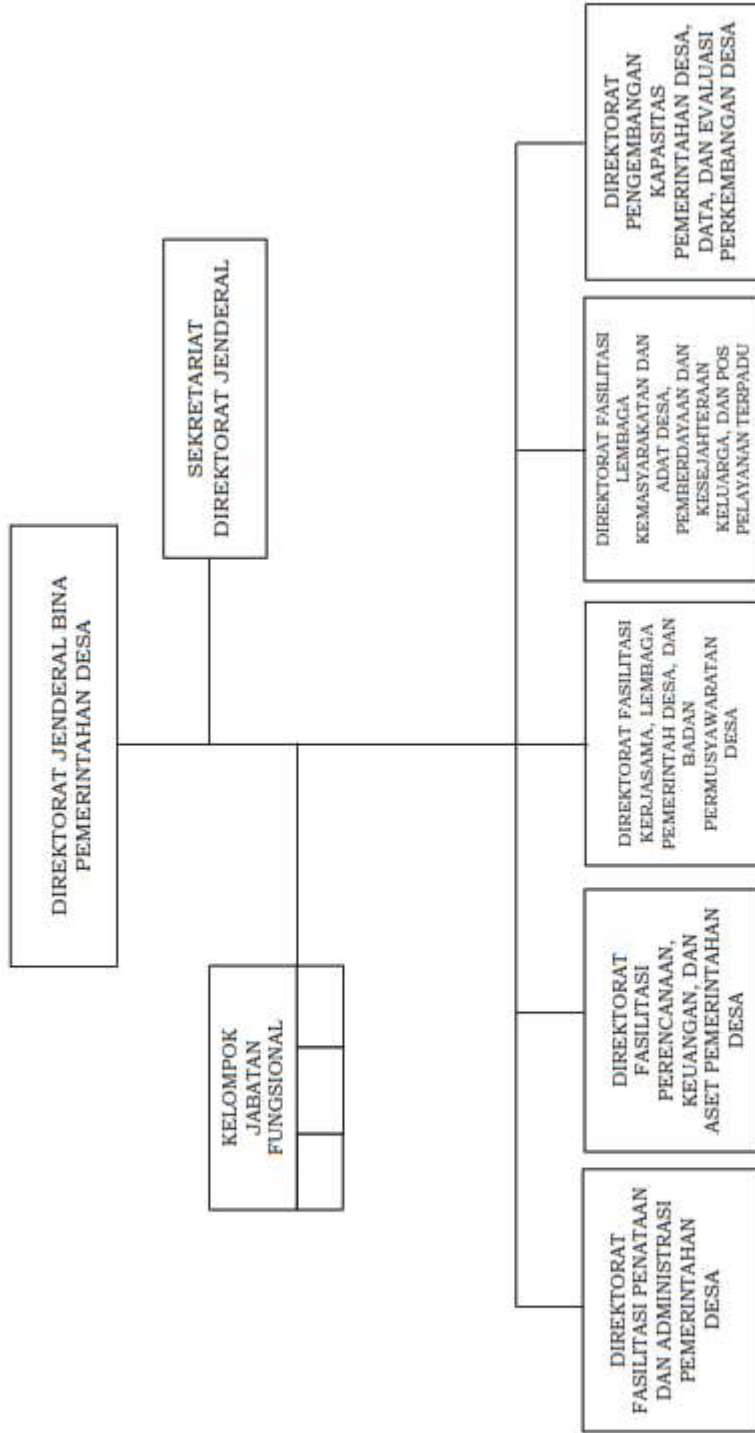 DIREKTORAT JENDERAL BINA
PEMERINTAHAN DESA
SEKRETARIAT
DIREKTORAT JENDERAL
KELOMPOK
JABATAN
FUNGSIONAL
DIREKTORAT
FASILITASI PENATAAN
DAN ADMINISTRASI
PEMERINTAHAN
DESA
DIREKTORAT
FASILITASI
PERENCANAAN,
KEUANGAN, DAN
ASET PEMERINTAHAN
DESA
DIREKTORAT FASILITASI
KERJASAMA, LEMBAGA
PEMERINTAH DESA, DAN
BADAN
PERMUSYAWARATAN
DESA
DIREKTORAT FASILITASI
LEMBAGA
KEMASYARAKATAN DAN
ADAT DESA,
PEMBERDAYAAN DAN
KESEJAHTERAAN
KELUARGA, DAN POS
PELAYANAN TERPADU
DIREKTORAT
PENGEMBANGAN
KAPASITAS
PEMERINTAHAN DESA,
DATA, DAN EVALUASI
PERKEMBANGAN DESA